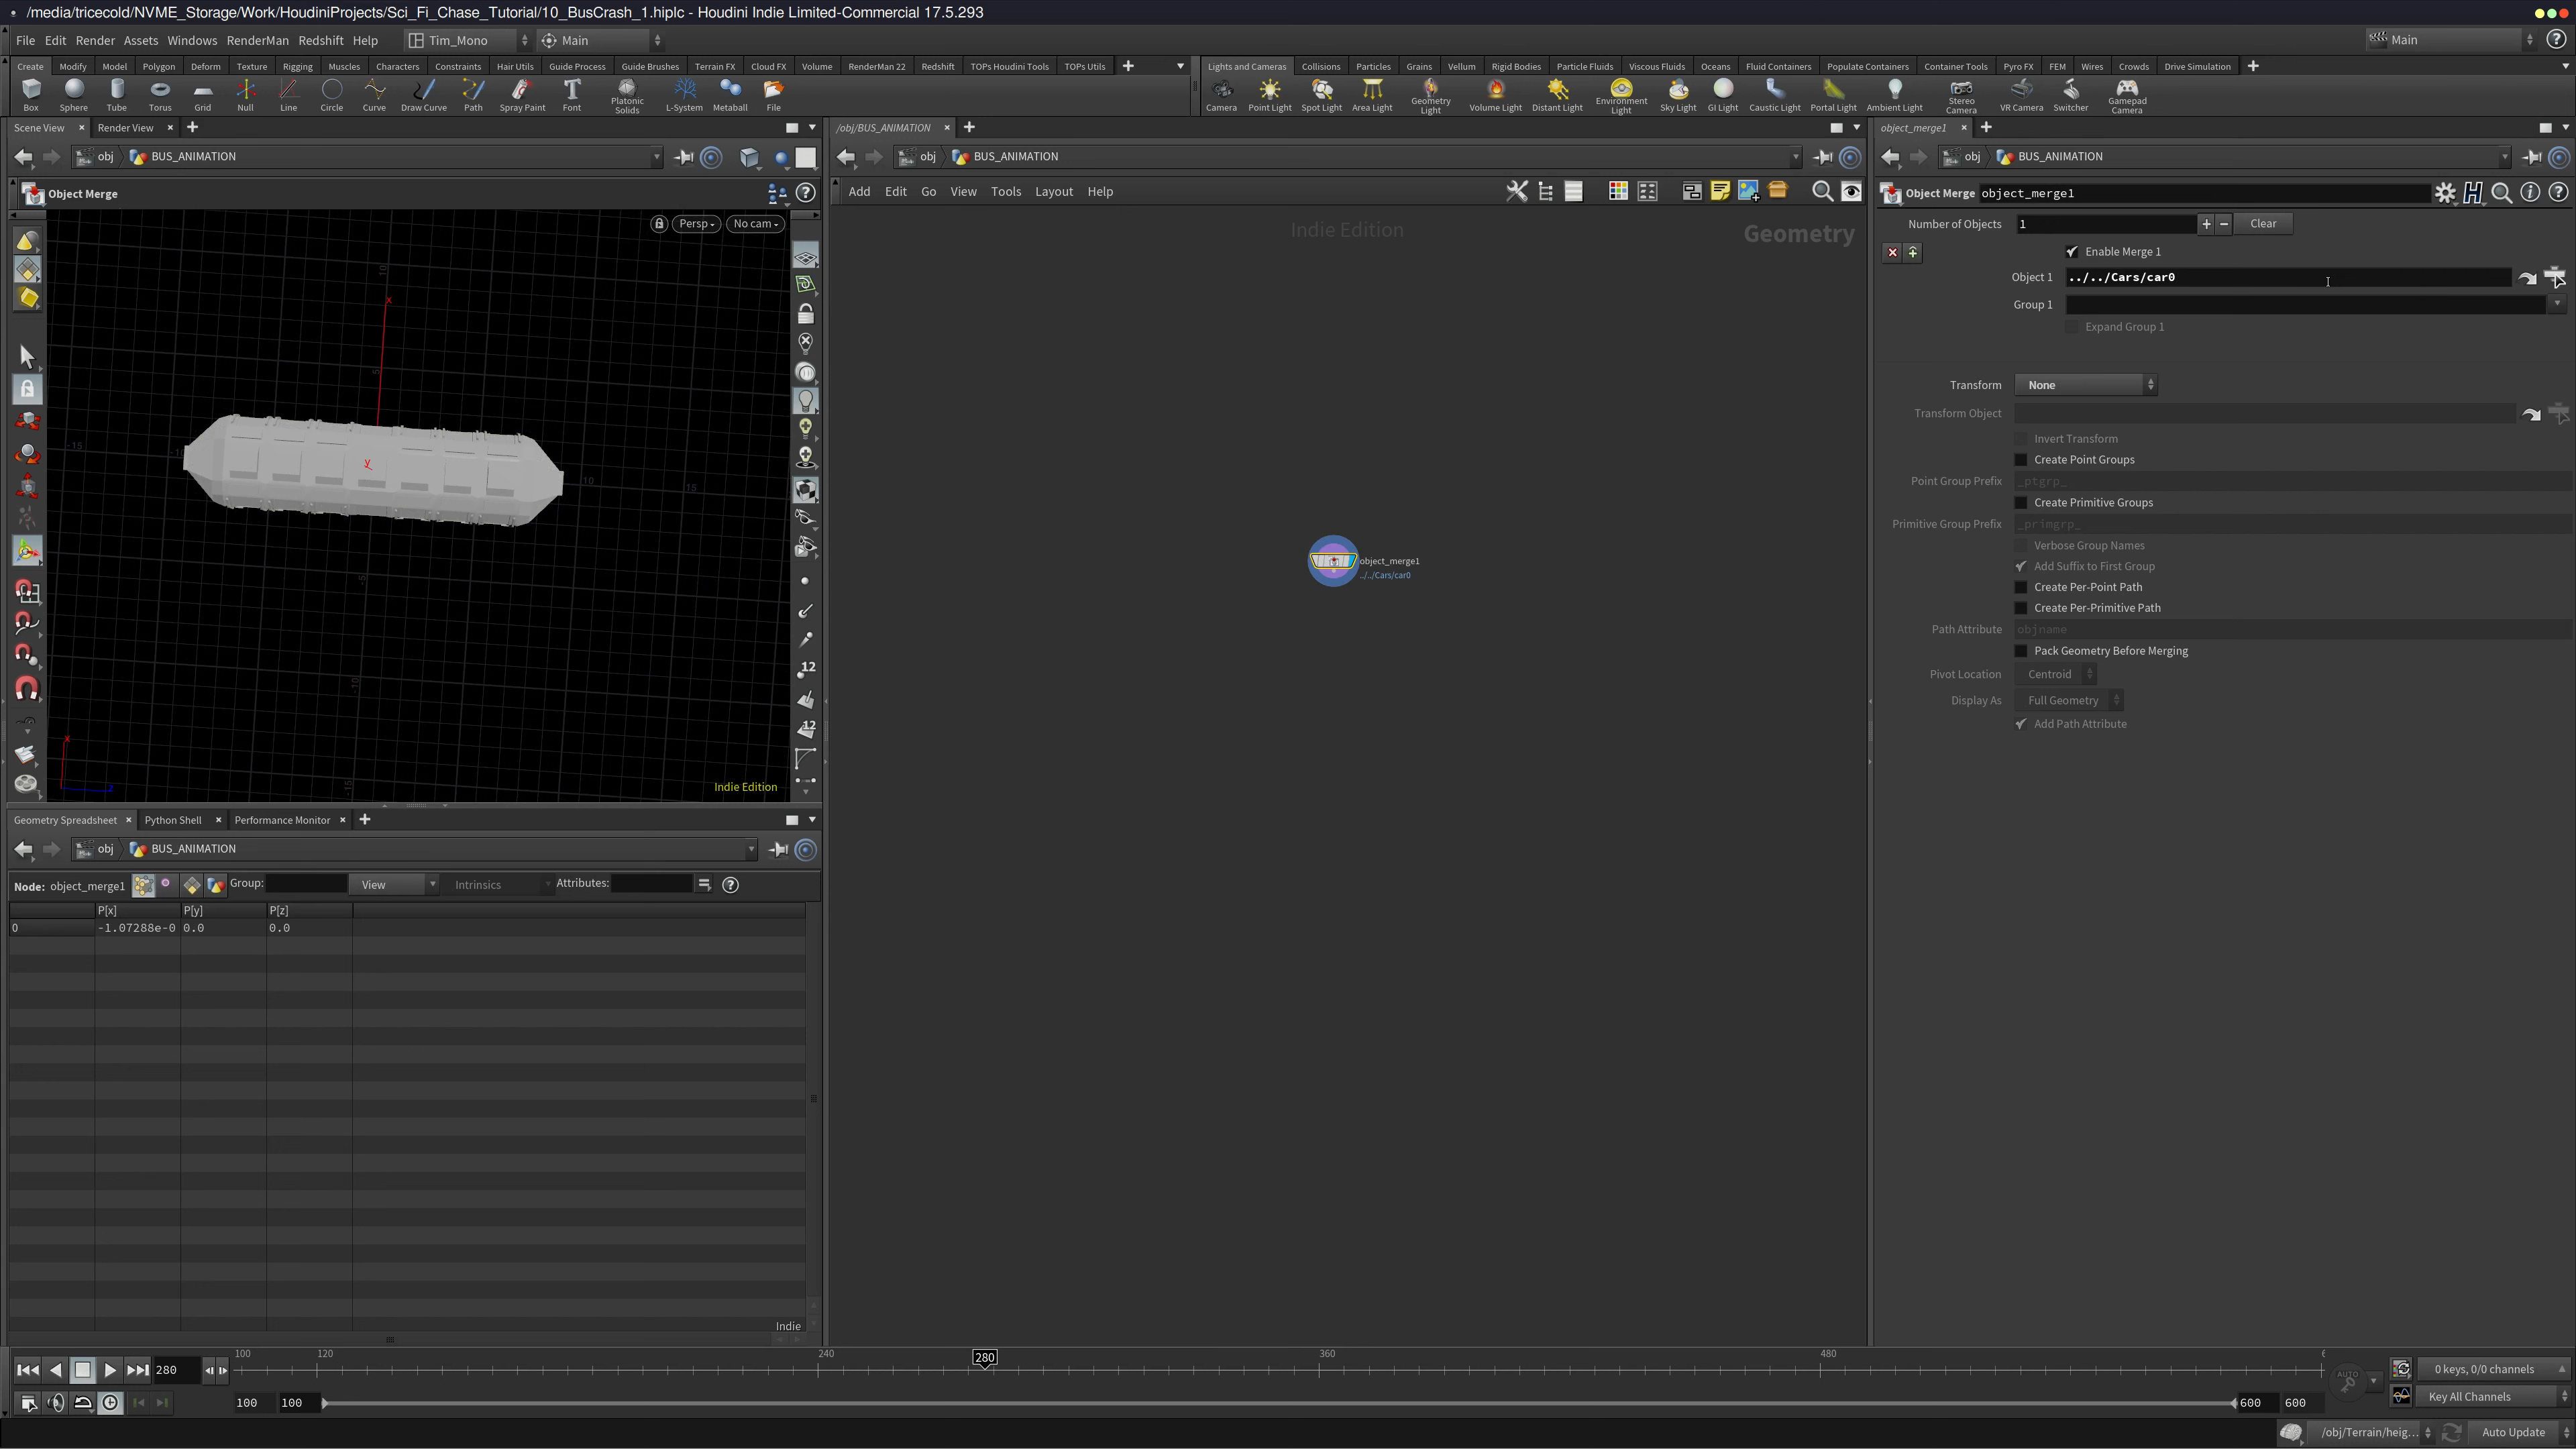 /media/tricecold/NVME_Storage/Work/HoudiniProjects/Sci_Fi_Chase_Tutorial/10_BusCrash_1.hiplc - Houdini Indie Limited-Commercial 17.5.293
File Edit Render Assets Windows RenderMan Redshift Help Tim_Mono Main Main
Create Modify Model Polygon Deform Texture Rigging Muscles Characters Constraints Hair Utils Guide Process Guide Brushes Terrain FX Cloud FX Volume RenderMan 22 Redshift TOPs Houdini Tools TOPs Utils
Lights and Cameras Collisions Particles Grains Vellum Rigid Bodies Particle Fluids Viscous Fluids Oceans Fluid Containers Populate Containers Container Tools Pyro FX FEM Wires Crowds Drive Simulation
Box Sphere Tube Torus Grid Null Line Circle Curve Draw Curve Path Spray Paint Font Platonic Solids L-System Metaball File
Camera Point Light Spot Light Area Light Geometry Light Volume Light Distant Light Environment Light Sky Light GI Light Caustic Light Portal Light Ambient Light Stereo Camera VR Camera Switcher Gamepad Camera
Scene View Render View
obj BUS_ANIMATION
Object Merge
Persp No cam
x
10
5
y
-15
10
15
-5
-10
-15
x
z
Indie Edition
12
12
/obj/BUS_ANIMATION
obj BUS_ANIMATION
Add Edit Go View Tools Layout Help
Indie Edition
Geometry
object_merge1
../../Cars/car0
object_merge1
obj BUS_ANIMATION
Object Merge object_merge1
Number of Objects 1 Clear
Enable Merge 1
Object 1 ../../Cars/car0
Group 1
Expand Group 1
Transform None
Transform Object
Invert Transform
Create Point Groups
Point Group Prefix _ptgrp_
Create Primitive Groups
Primitive Group Prefix _primgrp_
Verbose Group Names
Add Suffix to First Group
Create Per-Point Path
Create Per-Primitive Path
Path Attribute objname
Pack Geometry Before Merging
Pivot Location Centroid
Display As Full Geometry
Add Path Attribute
Geometry Spreadsheet Python Shell Performance Monitor
obj BUS_ANIMATION
Node: object_merge1 Group: View Intrinsics Attributes:
P[x] P[y] P[z]
0 -1.07288e-0 0.0 0.0
Indie
280
100 120 240 280 360 480
AUTO
0 keys, 0/0 channels
100 100 600 600
Key All Channels
/obj/Terrain/heig... Auto Update